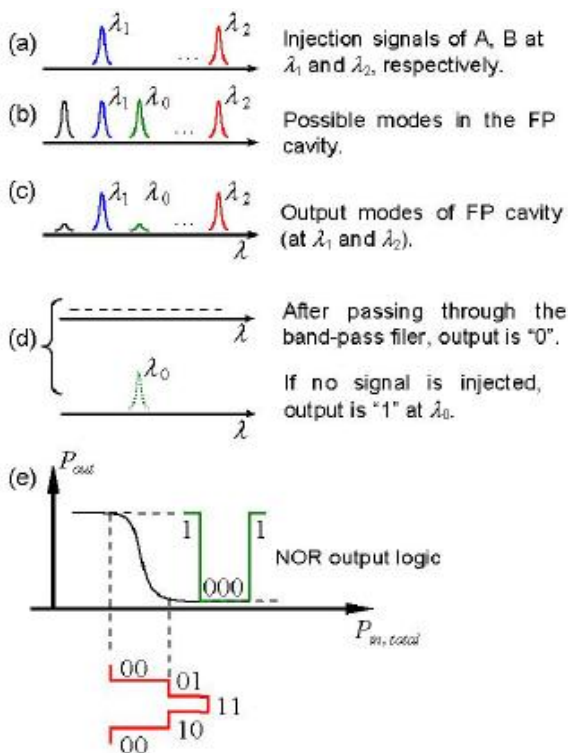 (a) λ₁ ... λ₂ Injection signals of A, B at
λ₁ and λ₂, respectively.
(b) λ₁ λ₀ ... λ₂ Possible modes in the FP
cavity.
(c) λ₁ λ₀ ... λ₂ Output modes of FP cavity
(at λ₁ and λ₂).
λ
After passing through the
(d) λ band-pass filer, output is “0”.
λ₀ If no signal is injected,
output is “1” at λ₀.
λ
(e) P_out
1 1 NOR output logic
000
P_in, total
00 01
11
10
00